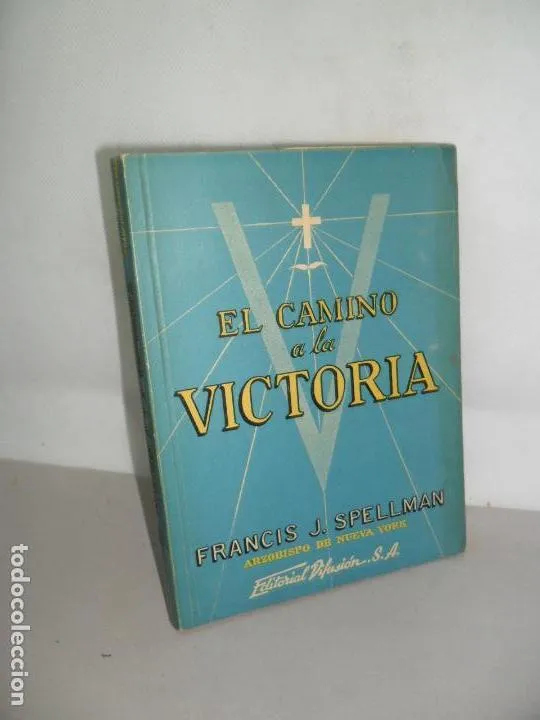 EL CAMINO
a la
VICTORIA
FRANCIS J. SPELLMAN
ARZOBISPO DE NUEVA YORK
Editorial Difusión, S.A.
todocoleccion